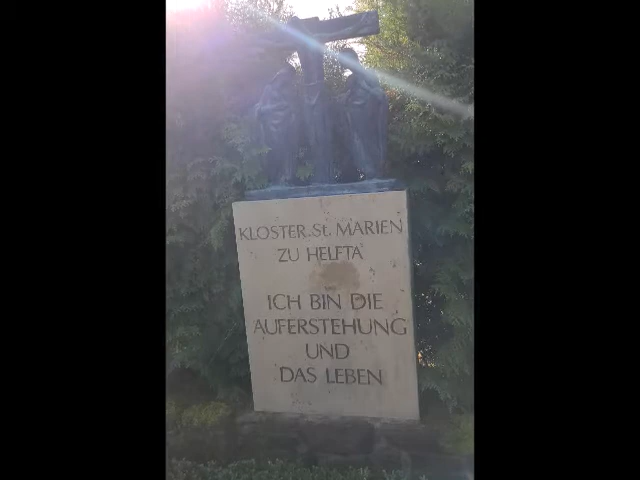 KLOSTER St. MARIEN
ZU HELFTA
ICH BIN DIE
AUFERSTEHUNG
UND
DAS LEBEN